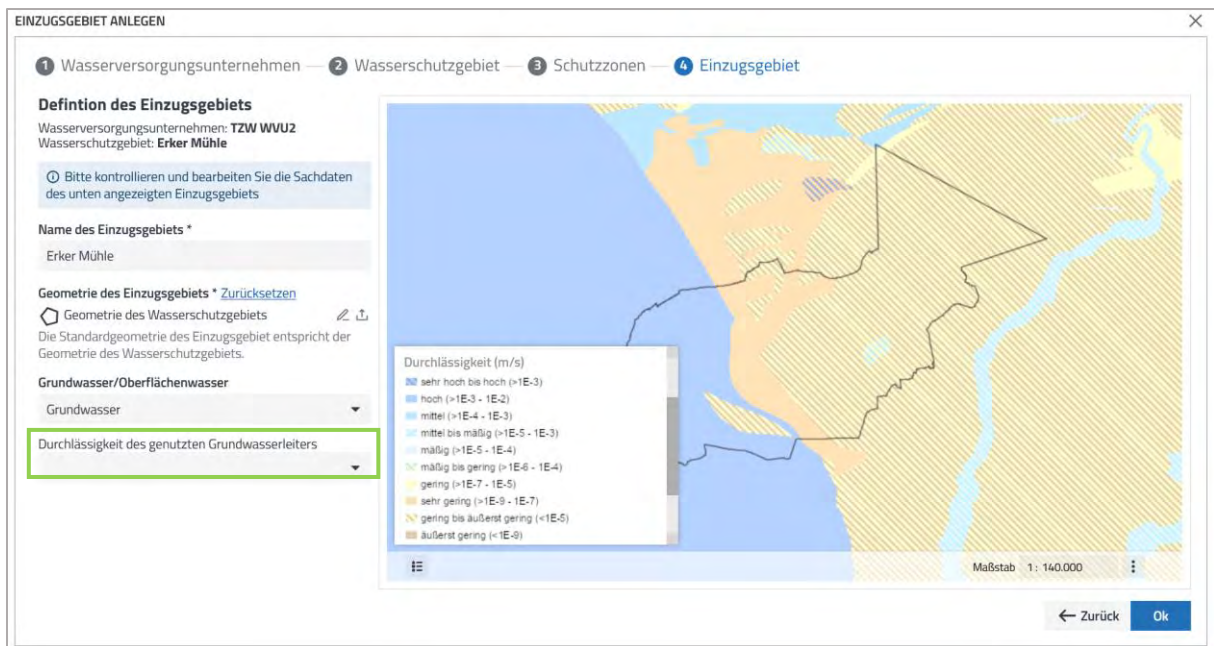 EINZUGSGEBIET ANLEGEN
1 Wasserversorgungsunternehmen 2 Wasserschutzgebiet 3 Schutzzonen 4 Einzugsgebiet
Defintion des Einzugsgebiets
Wasserversorgungsunternehmen: TZW WVU2
Wasserschutzgebiet: Erker Mühle
Bitte kontrollieren und bearbeiten Sie die Sachdaten
des unten angezeigten Einzugsgebiets
Name des Einzugsgebiets *
Erker Mühle
Geometrie des Einzugsgebiets * Zurücksetzen
Geometrie des Wasserschutzgebiets
Die Standardgeometrie des Einzugsgebiet entspricht der
Geometrie des Wasserschutzgebiets.
Grundwasser/Oberflächenwasser
Grundwasser
Durchlässigkeit des genutzten Grundwasserleiters
Durchlässigkeit (m/s)
sehr hoch bis hoch (>1E-3)
hoch (>1E-3 - 1E-2)
mittel (>1E-4 - 1E-3)
mittel bis mäßig (>1E-5 - 1E-3)
mäßig (>1E-5 - 1E-4)
mäßig bis gering (>1E-6 - 1E-4)
gering (>1E-7 - 1E-5)
sehr gering (>1E-9 - 1E-7)
gering bis äußerst gering (<1E-5)
äußerst gering (<1E-9)
Maßstab 1 : 140.000
← Zurück Ok